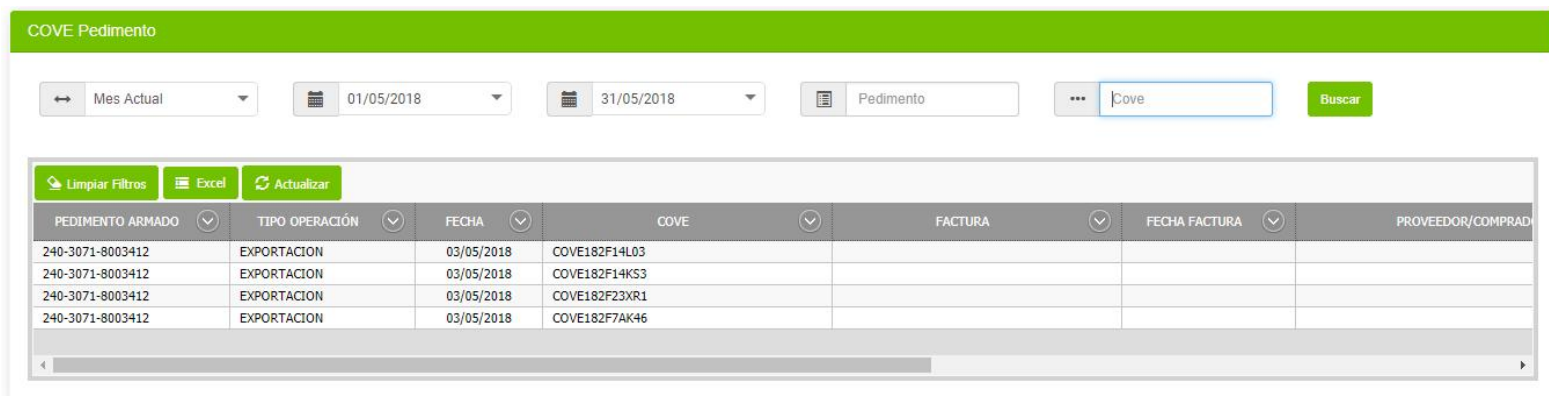 COVE Pedimento
Mes Actual 01/05/2018 31/05/2018 Pedimento Cove Buscar
Limpiar Filtros Excel Actualizar
PEDIMENTO ARMADO TIPO OPERACIÓN FECHA COVE FACTURA FECHA FACTURA PROVEEDOR/COMPRAD
240-3071-8003412 EXPORTACION 03/05/2018 COVE182F14L03
240-3071-8003412 EXPORTACION 03/05/2018 COVE182F14KS3
240-3071-8003412 EXPORTACION 03/05/2018 COVE182F23XR1
240-3071-8003412 EXPORTACION 03/05/2018 COVE182F7AK46